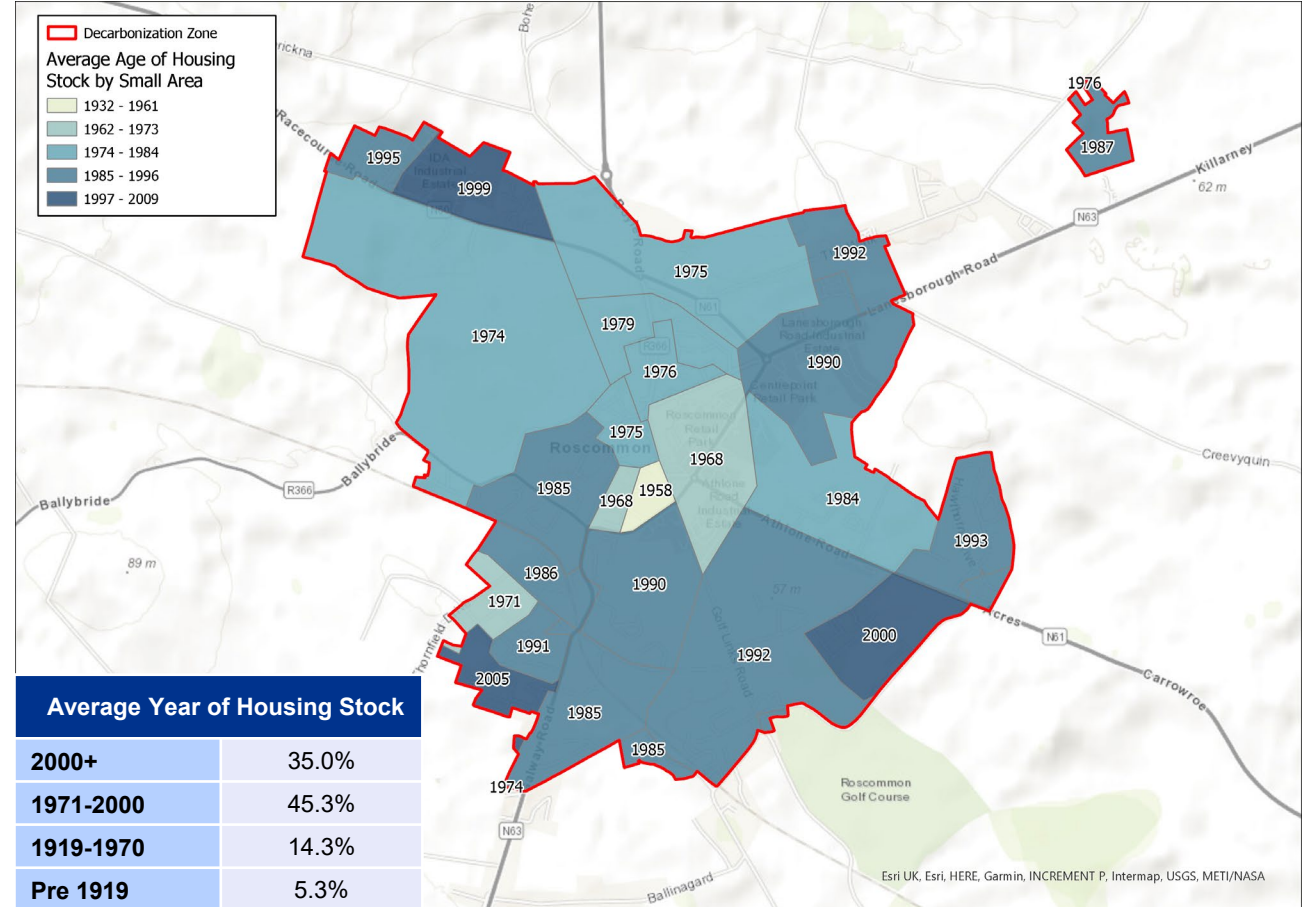 Decarbonization Zone
Average Age of Housing
Stock by Small Area
1932 - 1961
1962 - 1973
1974 - 1984
1985 - 1996
1997 - 2009
Racecourse Road
IDA
Industrial
Estate
1995
1999
1976
1987
Killarney
62 m
N63
1992
1975
N61
Lanesborough Road
Lanesborough
Road Industrial
Estate
1974
1979
R366
1976
1990
Centrepoint
Retail Park
Roscommon
Retail
Park
1975
Roscommon
1968
Creevyquin
Ballybride
R366
Ballybride
1985
1968
1958
Athlone
Road
Industrial
Estate
1984
Athlone Road
1993
89 m
1986
1990
57 m
1971
Acres
N61
1991
Golf Links Road
1992
2000
Carrowroe
2005
1985
1985
1974
Roscommon
Golf Course
N63
Ballinagard
Average Year of Housing Stock
2000+ 35.0%
1971-2000 45.3%
1919-1970 14.3%
Pre 1919 5.3%
Esri UK, Esri, HERE, Garmin, INCREMENT P, Intermap, USGS, METI/NASA